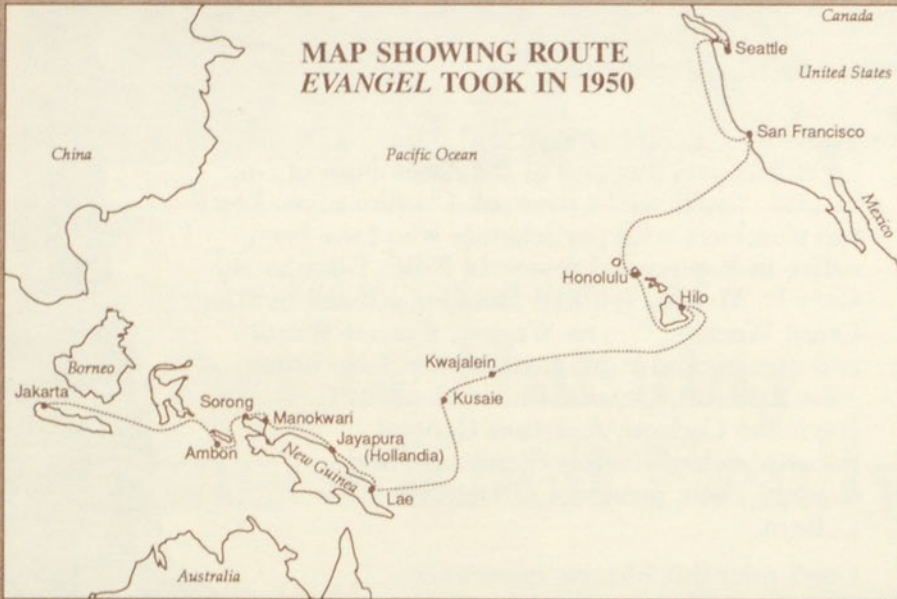 MAP SHOWING ROUTE
EVANGEL TOOK IN 1950
Canada
Seattle
United States
San Francisco
China
Pacific Ocean
Mexico
Honolulu
Hilo
Kwajalein
Kusaie
Borneo
Jakarta
Sorong
Manokwari
Ambon
Jayapura
(Hollandia)
New Guinea
Lae
Australia